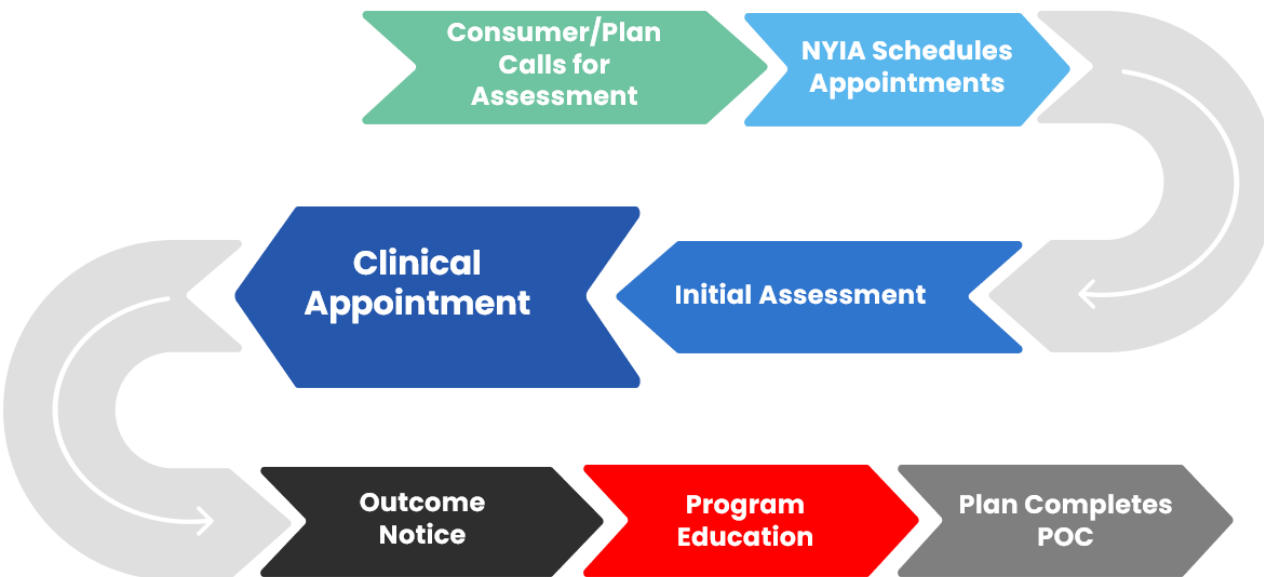 Consumer/Plan
Calls for
Assessment
NYIA Schedules
Appointments
Initial Assessment
Clinical
Appointment
Outcome
Notice
Program
Education
Plan Completes
POC